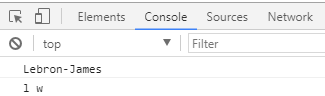 Elements Console Sources Network
top Filter
Lebron-James
l w